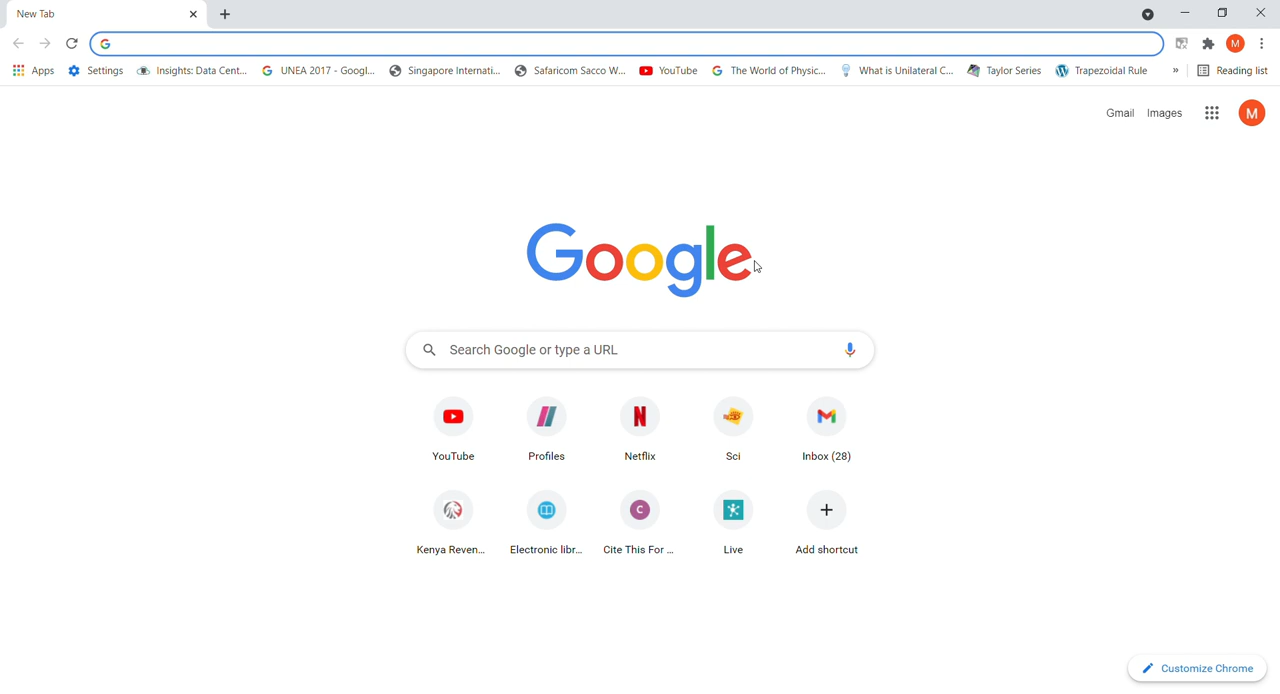 New Tab
Apps Settings Insights: Data Cent... UNEA 2017 - Googl... Singapore Internati... Safaricom Sacco W... YouTube The World of Physic... What is Unilateral C... Taylor Series Trapezoidal Rule » Reading list
M
Gmail Images M
Google
Search Google or type a URL
YouTube Profiles Netflix Sci Inbox (28)
C
Kenya Reven... Electronic libr... Cite This For ... Live Add shortcut
Customize Chrome